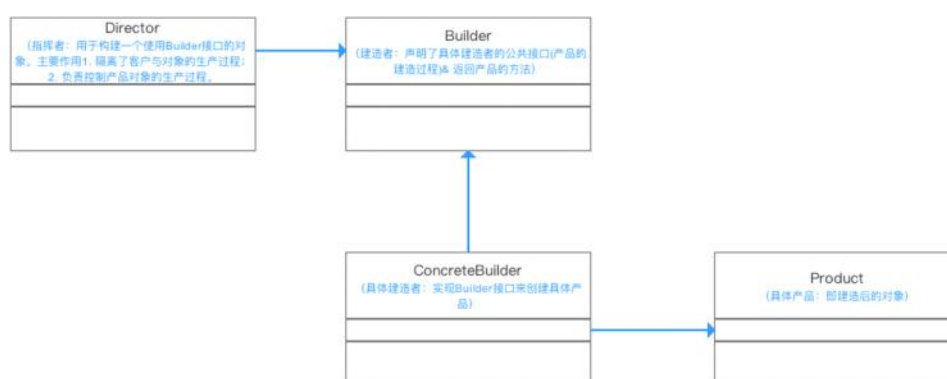 Director
（指挥者：用于构建一个使用Builder接口的对
象。主要作用1. 隔离了客户与对象的生产过程；
2. 负责控制产品对象的生产过程。
Builder
（建造者：声明了具体建造者的公共接口(产品的
建造过程)& 返回产品的方法）
ConcreteBuilder
（具体建造者：实现Builder接口来创建具体产
品）
Product
（具体产品：即建造后的对象）